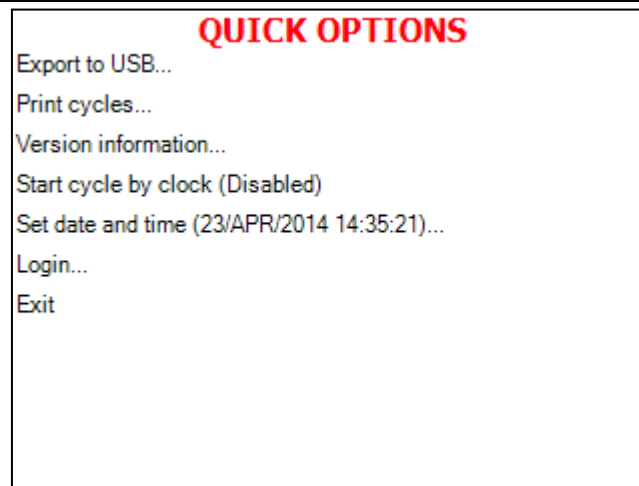 QUICK OPTIONS
Export to USB...
Print cycles...
Version information...
Start cycle by clock (Disabled)
Set date and time (23/APR/2014 14:35:21)...
Login...
Exit